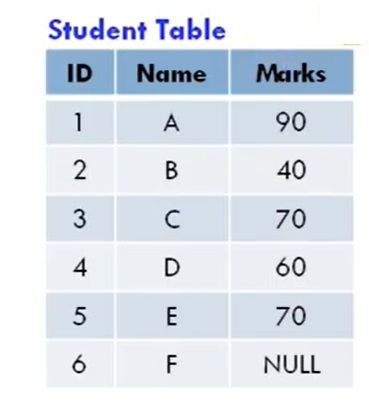 Student Table
ID Name Marks
1 A 90
2 B 40
3 C 70
4 D 60
5 E 70
6 F NULL